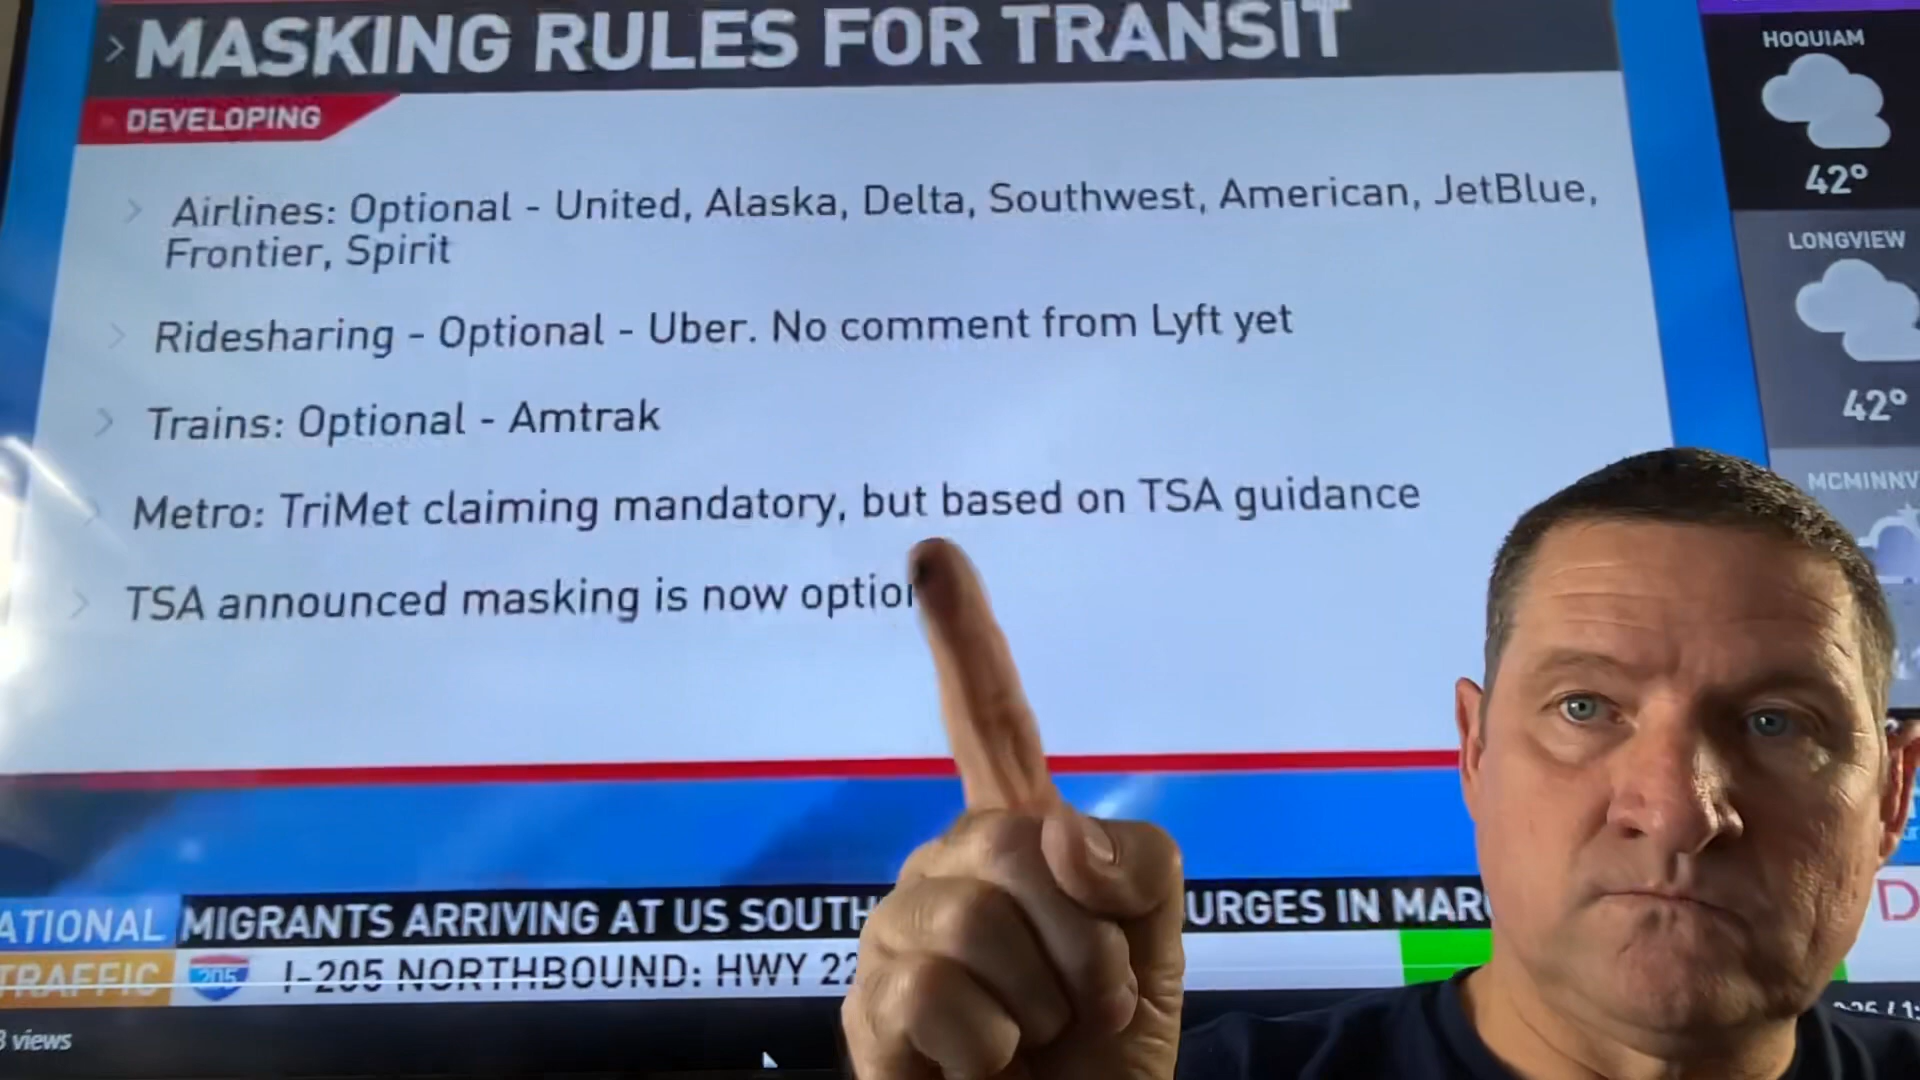 MASKING RULES FOR TRANSIT
DEVELOPING
Airlines: Optional - United, Alaska, Delta, Southwest, American, JetBlue,
Frontier, Spirit
Ridesharing - Optional - Uber. No comment from Lyft yet
Trains: Optional - Amtrak
Metro: TriMet claiming mandatory, but based on TSA guidance
TSA announced masking is now option
HOQUIAM
42°
LONGVIEW
42°
MCMINNV
ATIONAL MIGRANTS ARRIVING AT US SOUTH URGES IN MAR
TRAFFIC 205 I-205 NORTHBOUND: HWY 22
views